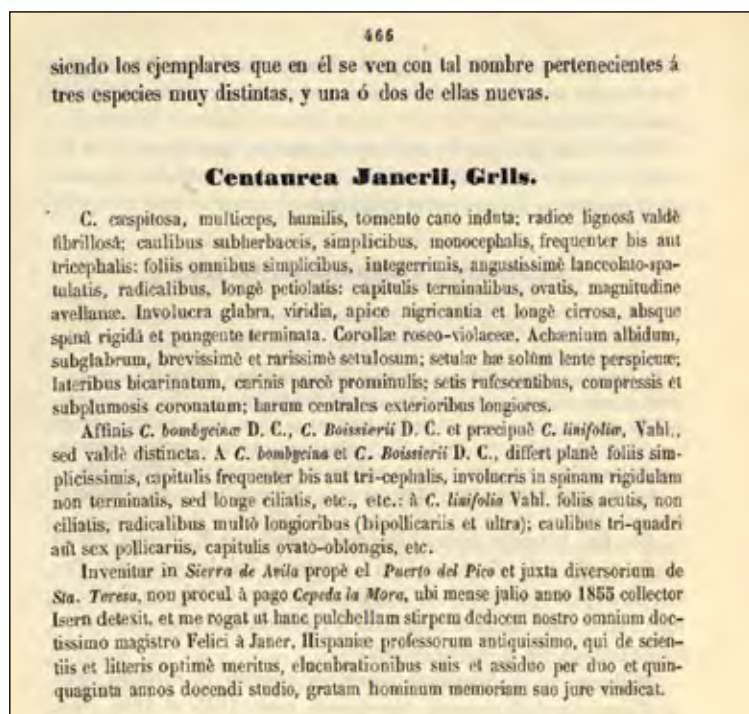 466
siendo los ejemplares que en él se ven con tal nombre pertenecientes á
tres especies muy distintas, y una ó dos de ellas nuevas.
Centaurea Janerii, Grlls.
C. cæspitosa, multiceps, humilis, tomento cano induta; radice lignosâ valdè
fibrillosâ; caulibus subherbaceis, simplicibus, monocephalis, frequenter bis aut
tricephalis: foliis omnibus simplicibus, integerrimis, angustissimè lanceolato-spa-
tulatis, radicalibus, longè petiolatis: capitulis terminalibus, ovatis, magnitudine
avellanæ. Involucra glabra, viridia, apice nigricantia et longè cirrosa, absque
spinâ rigidâ et pungente terminata. Corollæ roseo-violaceæ. Achænium albidum,
subglabrum, brevissimè et rarissimè setulosum; setulæ hæ solùm lente perspicuæ;
lateribus bicarinatum, carinis parcè prominulis; setis rufescentibus, compressis et
subplumosis coronatum; harum centrales exterioribus longiores.
Affinis C. bombycinæ D. C., C. Boissierii D. C. et præcipuè C. linifoliæ, Vahl.,
sed valdè distincta. A C. bombycina et C. Boissierii D. C., differt planè foliis sim-
plicissimis, capitulis frequenter bis aut tri-cephalis, involucris in spinam rigidulam
non terminatis, sed longe ciliatis, etc., etc.: à C. linifolia Vahl. foliis acutis, non
ciliatis, radicalibus multò longioribus (bipollicariis et ultra); caulibus tri-quadri
aut sex pollicariis, capitulis ovato-oblongis, etc.
Invenitur in Sierra de Avila propè el Puerto del Pico et juxta diversorium de
Sta. Teresa, non procul à pago Cepeda la Mora, ubi mense julio anno 1855 collector
Isern detexit, et me rogat ut hanc pulchellam stirpem dedicem nostro omnium doc-
tissimo magistro Felici à Janer, Hispaniæ professorum antiquissimo, qui de scien-
tiis et litteris optimè meritus, elucubrationibus suis et assiduo per duo et quin-
quaginta annos docendi studio, gratam hominum memoriam suo jure vindicat.